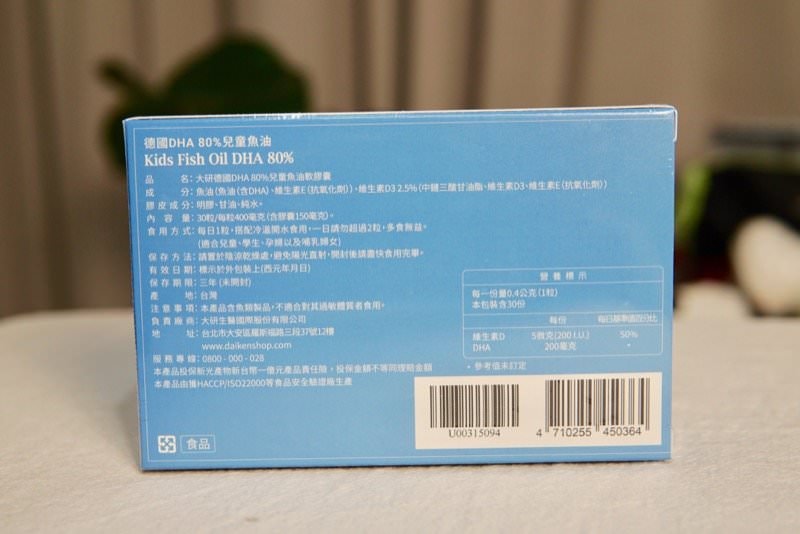 德國DHA 80%兒童魚油
Kids Fish Oil DHA 80%
品　　名：大研德國DHA 80%兒童魚油軟膠囊
成　　分：魚油（魚油（含DHA）、維生素E（抗氧化劑））、維生素D3 2.5%（中鏈三酸甘油脂、維生素D3、維生素E（抗氧化劑））
膠皮成分：明膠、甘油、純水。
內 容 量：30粒/每粒400毫克（含膠囊150毫克）。
食用方式：每日1粒，搭配冷溫開水食用，一日請勿超過2粒，多食無益。
（適合兒童、學生、孕婦以及哺乳婦女）
保存方法：請置於陰涼乾燥處，避免陽光直射，開封後請盡快食用完畢。
有效日期：標示於外包裝上（西元年月日）
保存期限：三年（未開封）
產　　地：台灣
注意事項：本產品含魚類製品，不適合對其過敏體質者食用。
負責廠商：大研生醫國際股份有限公司
地　　址：台北市大安區羅斯福路三段37號12樓
www.daikenshop.com
服務專線：0800-000-028
本產品投保新光產物新台幣一億元產品責任險，投保金額不等同理賠金額
本產品由獲HACCP/ISO22000等食品安全驗證廠生產
食品
營養標示
每一份量0.4公克（1粒）
本包裝含30份
每份 每日基準值百分比
維生素D 5微克（200 I.U.） 50%
DHA 200毫克 *
* 參考值未訂定
U00315094
4 710255 450364